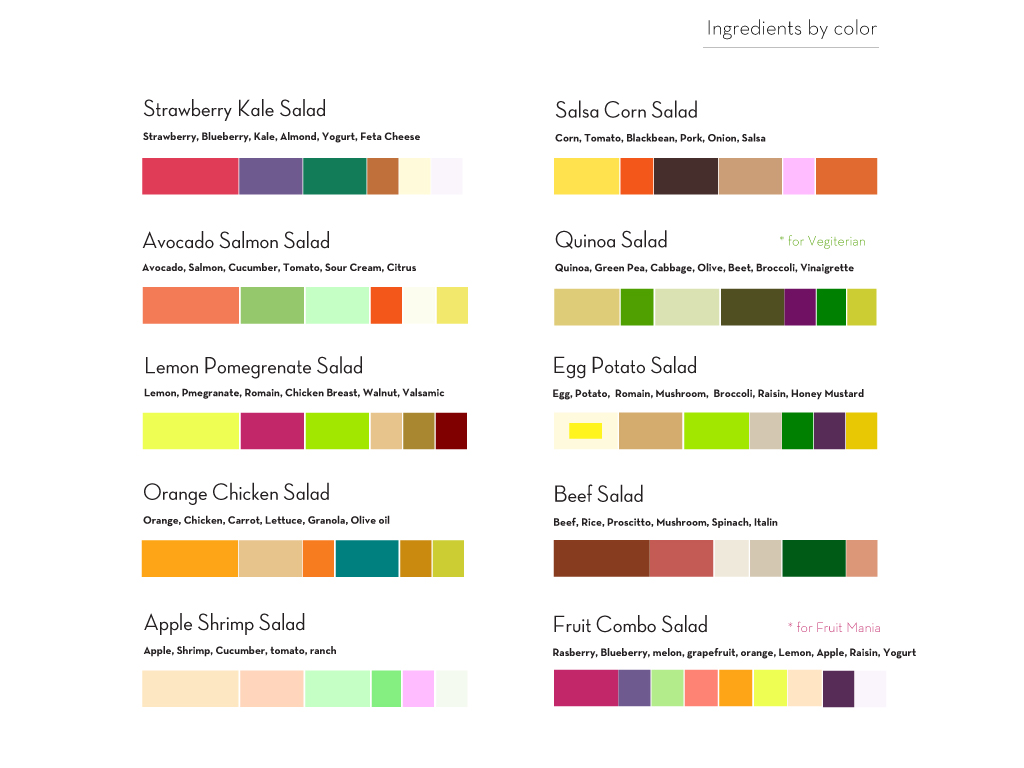 Ingredients by color
Strawberry Kale Salad
Strawberry, Blueberry, Kale, Almond, Yogurt, Feta Cheese
Avocado Salmon Salad
Avocado, Salmon, Cucumber, Tomato, Sour Cream, Citrus
Lemon Pomegrenate Salad
Lemon, Pmegranate, Romain, Chicken Breast, Walnut, Valsamic
Orange Chicken Salad
Orange, Chicken, Carrot, Lettuce, Granola, Olive oil
Apple Shrimp Salad
Apple, Shrimp, Cucumber, tomato, ranch
Salsa Corn Salad
Corn, Tomato, Blackbean, Pork, Onion, Salsa
Quinoa Salad
* for Vegiterian
Quinoa, Green Pea, Cabbage, Olive, Beet, Broccoli, Vinaigrette
Egg Potato Salad
Egg, Potato, Romain, Mushroom, Broccoli, Raisin, Honey Mustard
Beef Salad
Beef, Rice, Proscitto, Mushroom, Spinach, Italin
Fruit Combo Salad
* for Fruit Mania
Rasberry, Blueberry, melon, grapefruit, orange, Lemon, Apple, Raisin, Yogurt